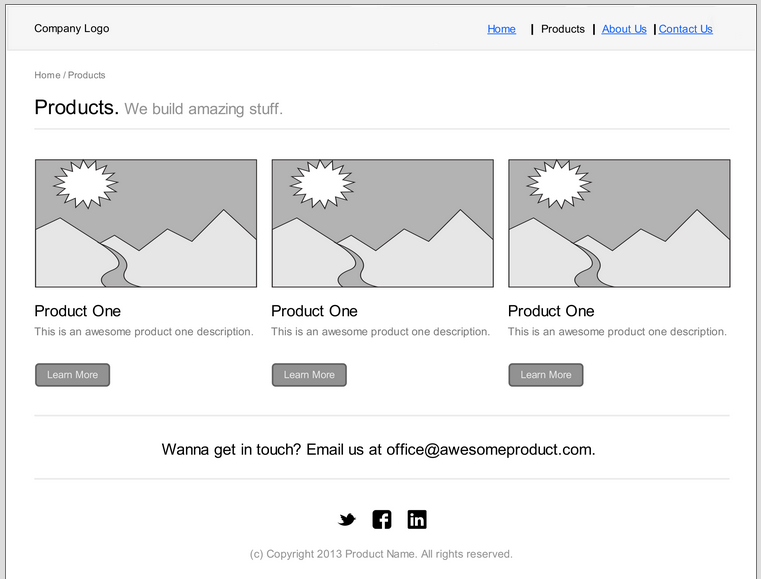 Company Logo
Home | Products | About Us | Contact Us
Home / Products
Products. We build amazing stuff.
Product One
This is an awesome product one description.
Learn More
Product One
This is an awesome product one description.
Learn More
Product One
This is an awesome product one description.
Learn More
Wanna get in touch? Email us at office@awesomeproduct.com.
(c) Copyright 2013 Product Name. All rights reserved.